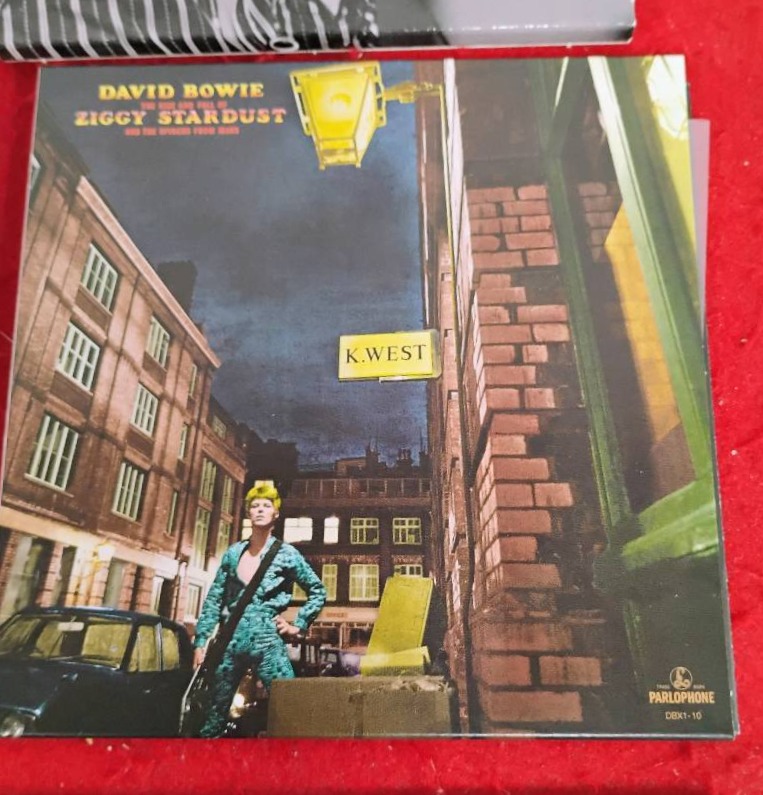 DAVID BOWIE
THE RISE AND FALL OF
ZIGGY STARDUST
AND THE SPIDERS FROM MARS
K.WEST
PARLOPHONE
DBX1-10